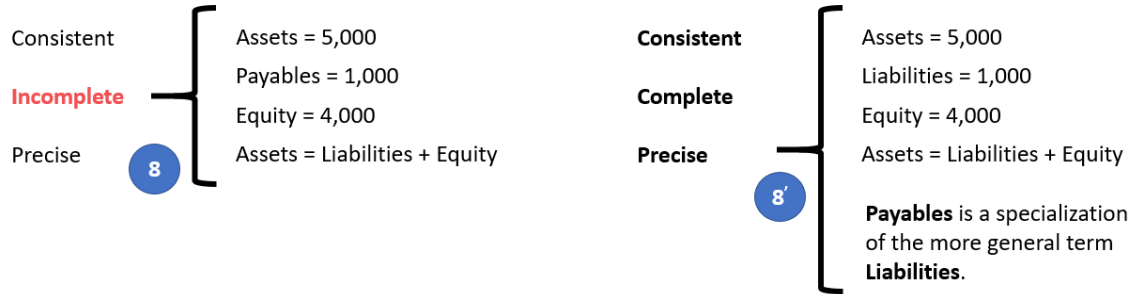 Consistent
Incomplete
Precise
8
Assets = 5,000
Payables = 1,000
Equity = 4,000
Assets = Liabilities + Equity
Consistent
Complete
Precise
8’
Assets = 5,000
Liabilities = 1,000
Equity = 4,000
Assets = Liabilities + Equity
Payables is a specialization
of the more general term
Liabilities.